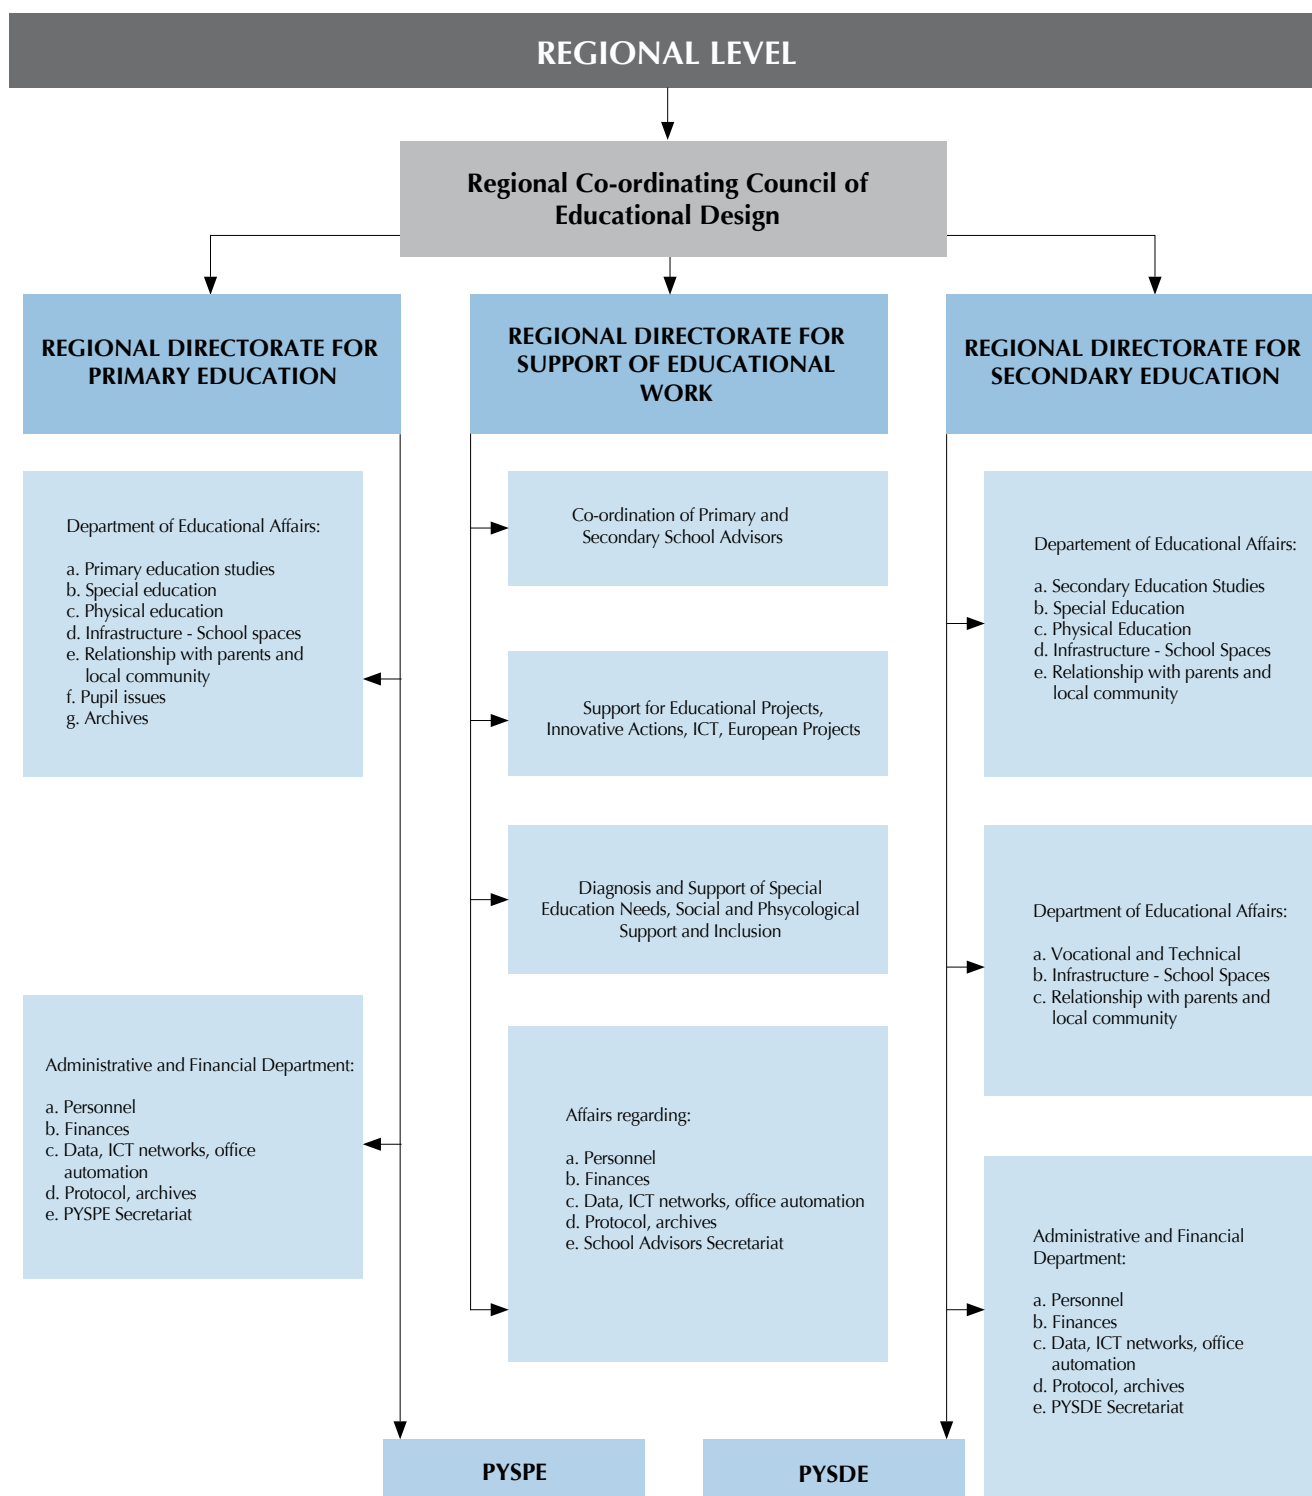 REGIONAL LEVEL
Regional Co-ordinating Council of
Educational Design
REGIONAL DIRECTORATE FOR
PRIMARY EDUCATION
REGIONAL DIRECTORATE FOR
SUPPORT OF EDUCATIONAL
WORK
REGIONAL DIRECTORATE FOR
SECONDARY EDUCATION
Department of Educational Affairs:
a. Primary education studies
b. Special education
c. Physical education
d. Infrastructure - School spaces
e. Relationship with parents and
local community
f. Pupil issues
g. Archives
Administrative and Financial Department:
a. Personnel
b. Finances
c. Data, ICT networks, office
automation
d. Protocol, archives
e. PYSPE Secretariat
Co-ordination of Primary and
Secondary School Advisors
Support for Educational Projects,
Innovative Actions, ICT, European Projects
Diagnosis and Support of Special
Education Needs, Social and Phsycological
Support and Inclusion
Affairs regarding:
a. Personnel
b. Finances
c. Data, ICT networks, office automation
d. Protocol, archives
e. School Advisors Secretariat
Departement of Educational Affairs:
a. Secondary Education Studies
b. Special Education
c. Physical Education
d. Infrastructure - School Spaces
e. Relationship with parents and
local community
Department of Educational Affairs:
a. Vocational and Technical
b. Infrastructure - School Spaces
c. Relationship with parents and
local community
Administrative and Financial
Department:
a. Personnel
b. Finances
c. Data, ICT networks, office
automation
d. Protocol, archives
e. PYSDE Secretariat
PYSPE
PYSDE